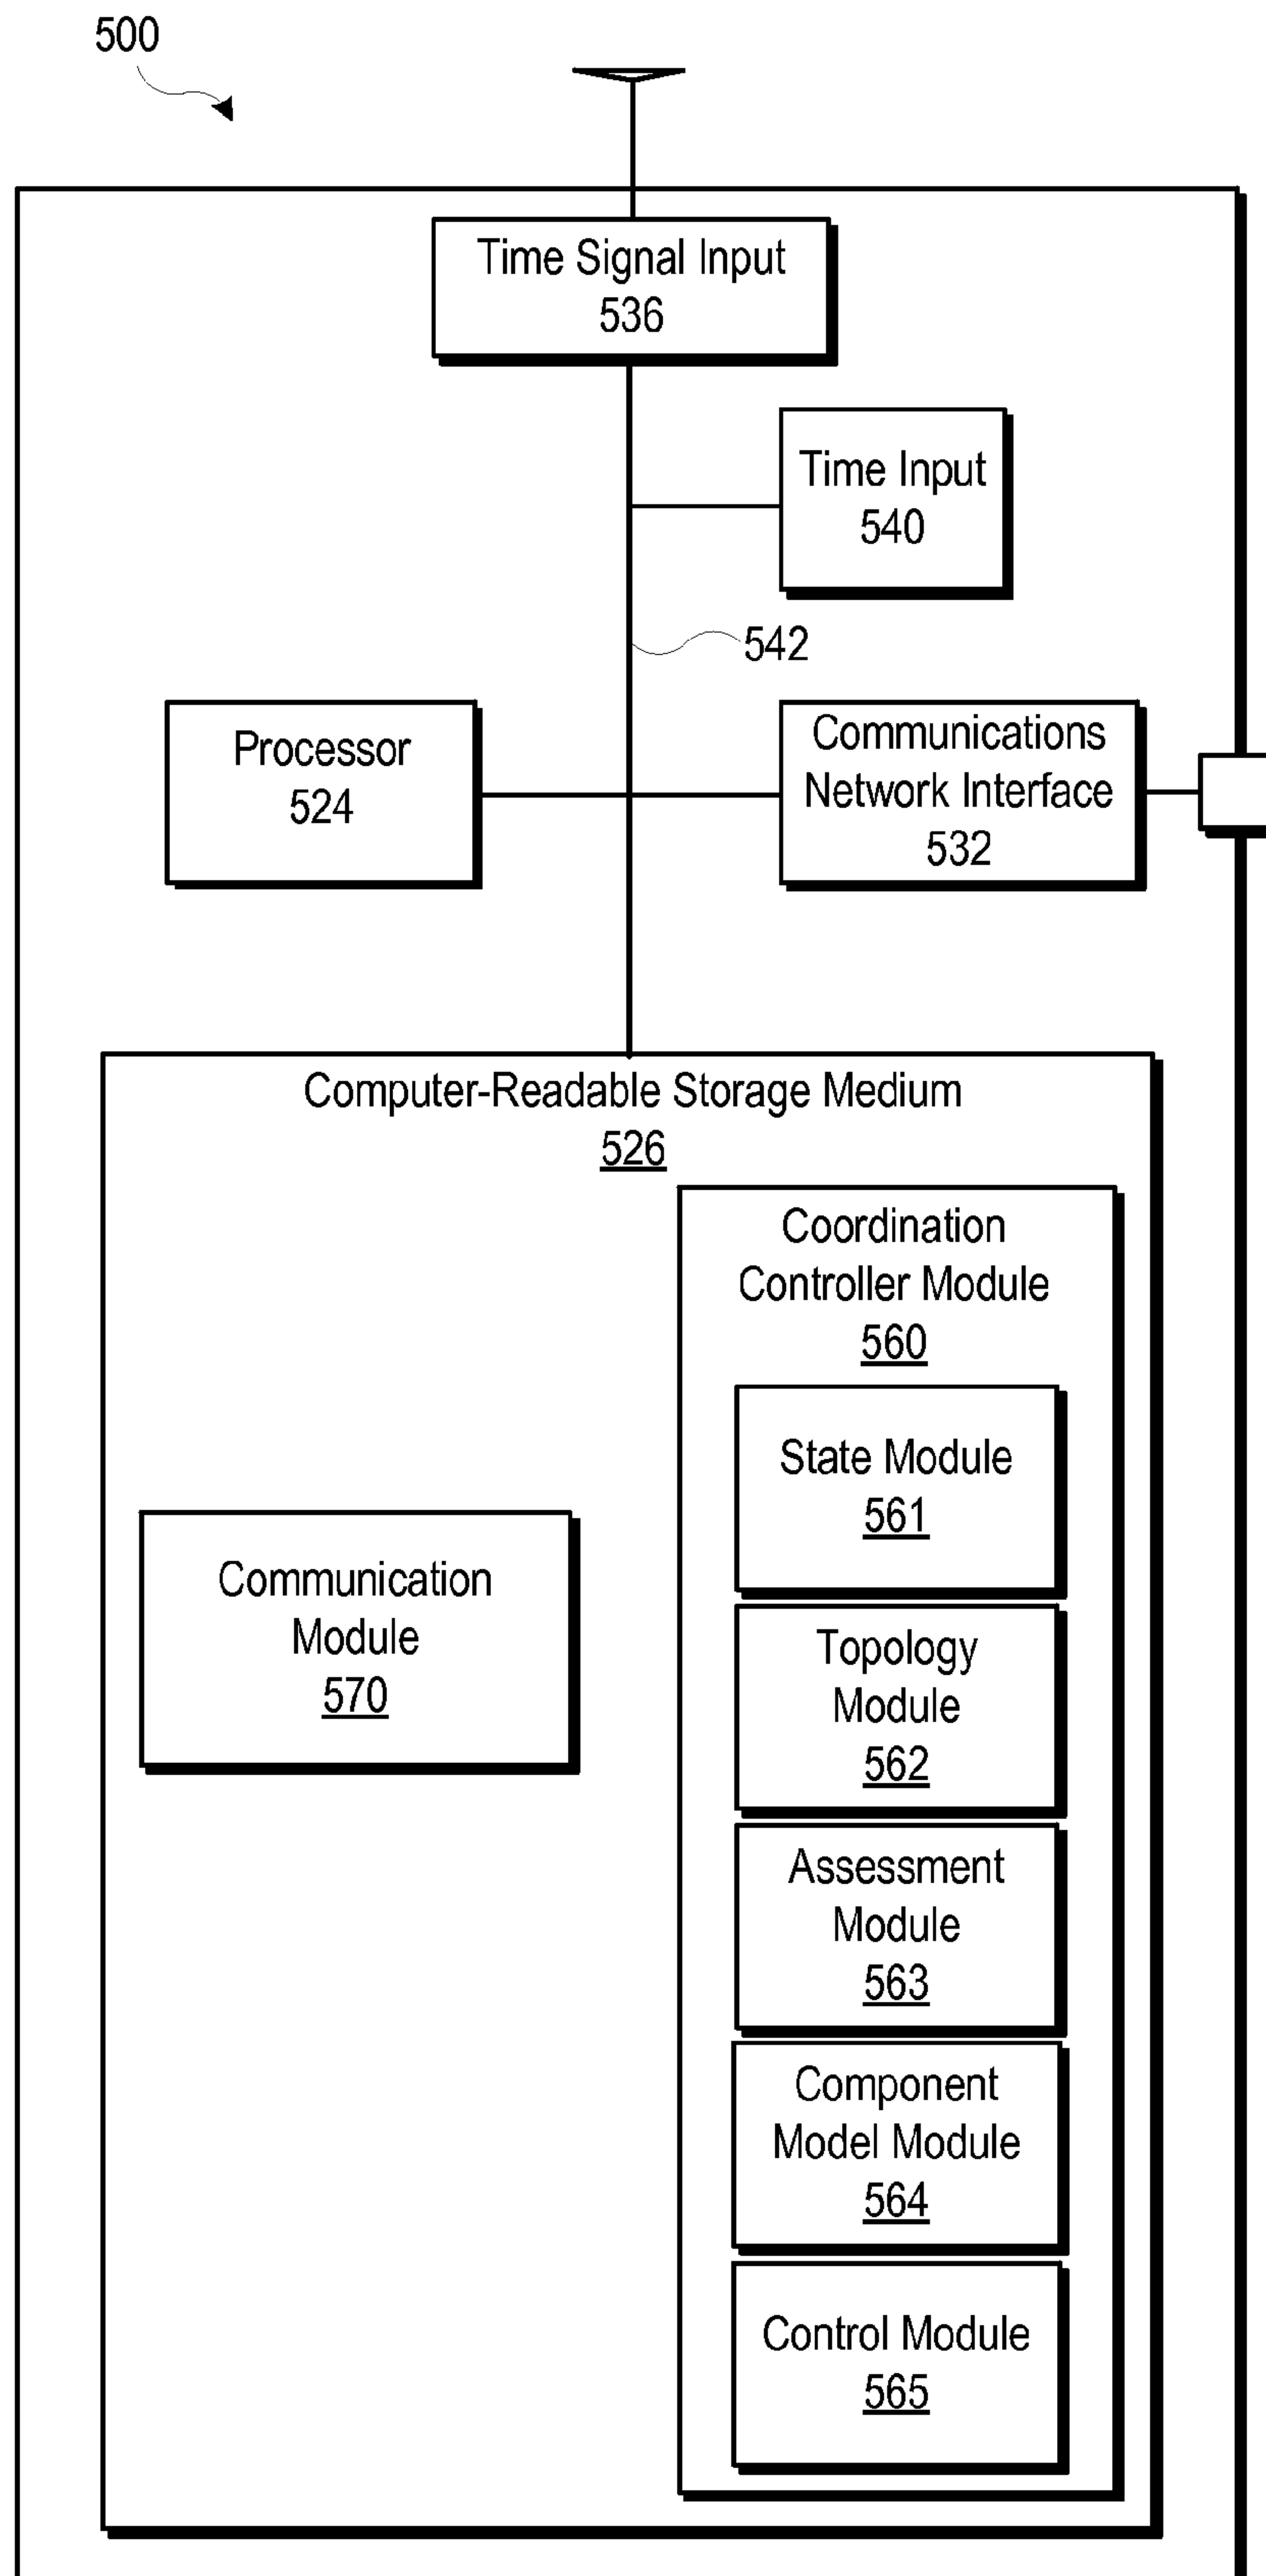 500
Time Signal Input
536
Time Input
540
542
Processor
524
Communications
Network Interface
532
Computer-Readable Storage Medium
526
Coordination
Controller Module
560
State Module
561
Communication
Module
570
Topology
Module
562
Assessment
Module
563
Component
Model Module
564
Control Module
565